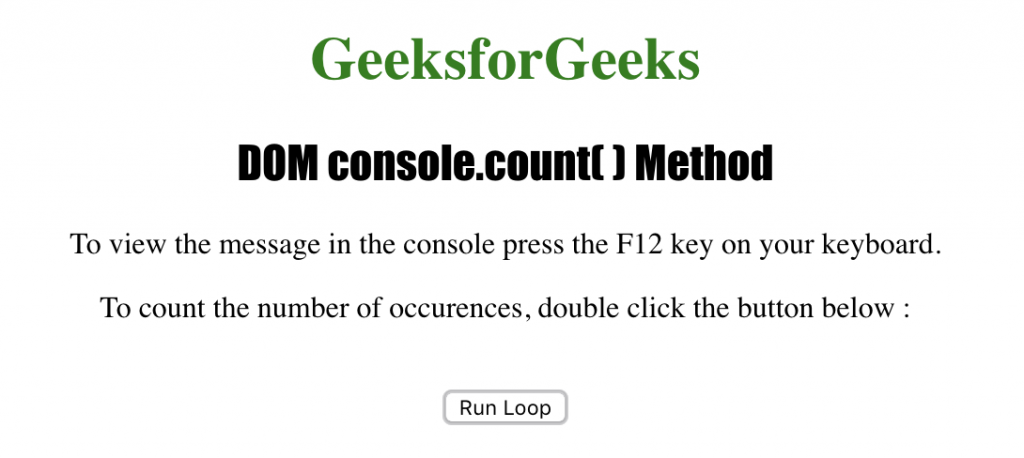 GeeksforGeeks
DOM console.count( ) Method
To view the message in the console press the F12 key on your keyboard.
To count the number of occurences, double click the button below :
Run Loop